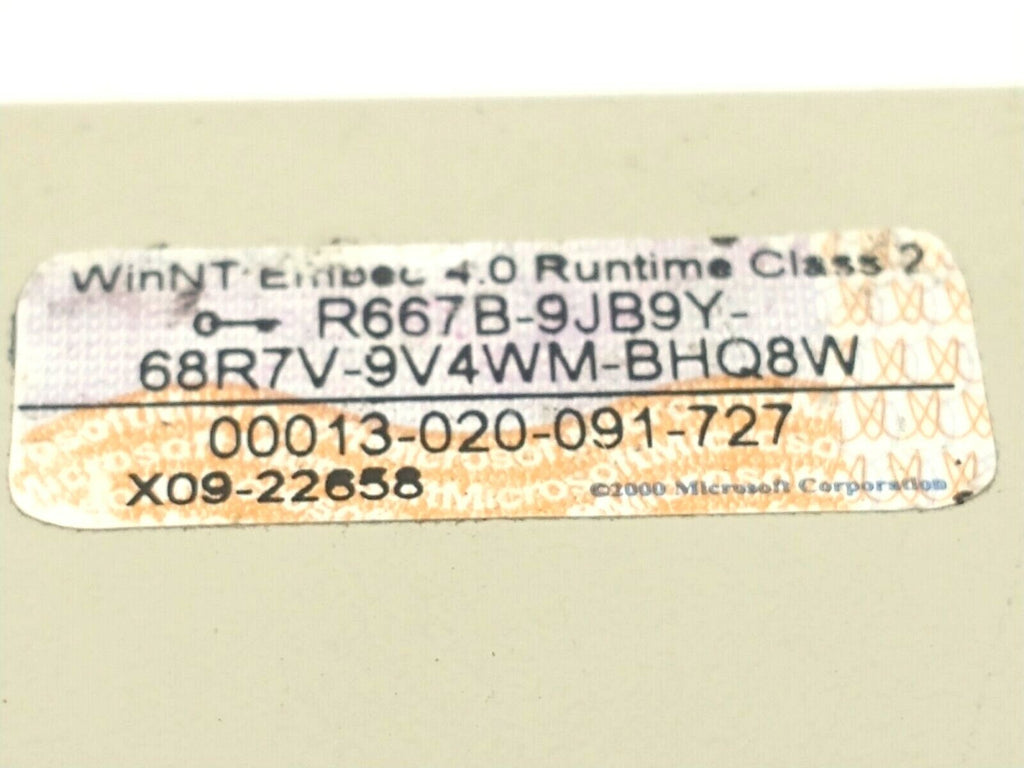 WinNT Embed 4.0 Runtime Class 2
R667B-9JB9Y-
68R7V-9V4WM-BHQ8W
00013-020-091-727
X09-22658
©2000 Microsoft Corporation